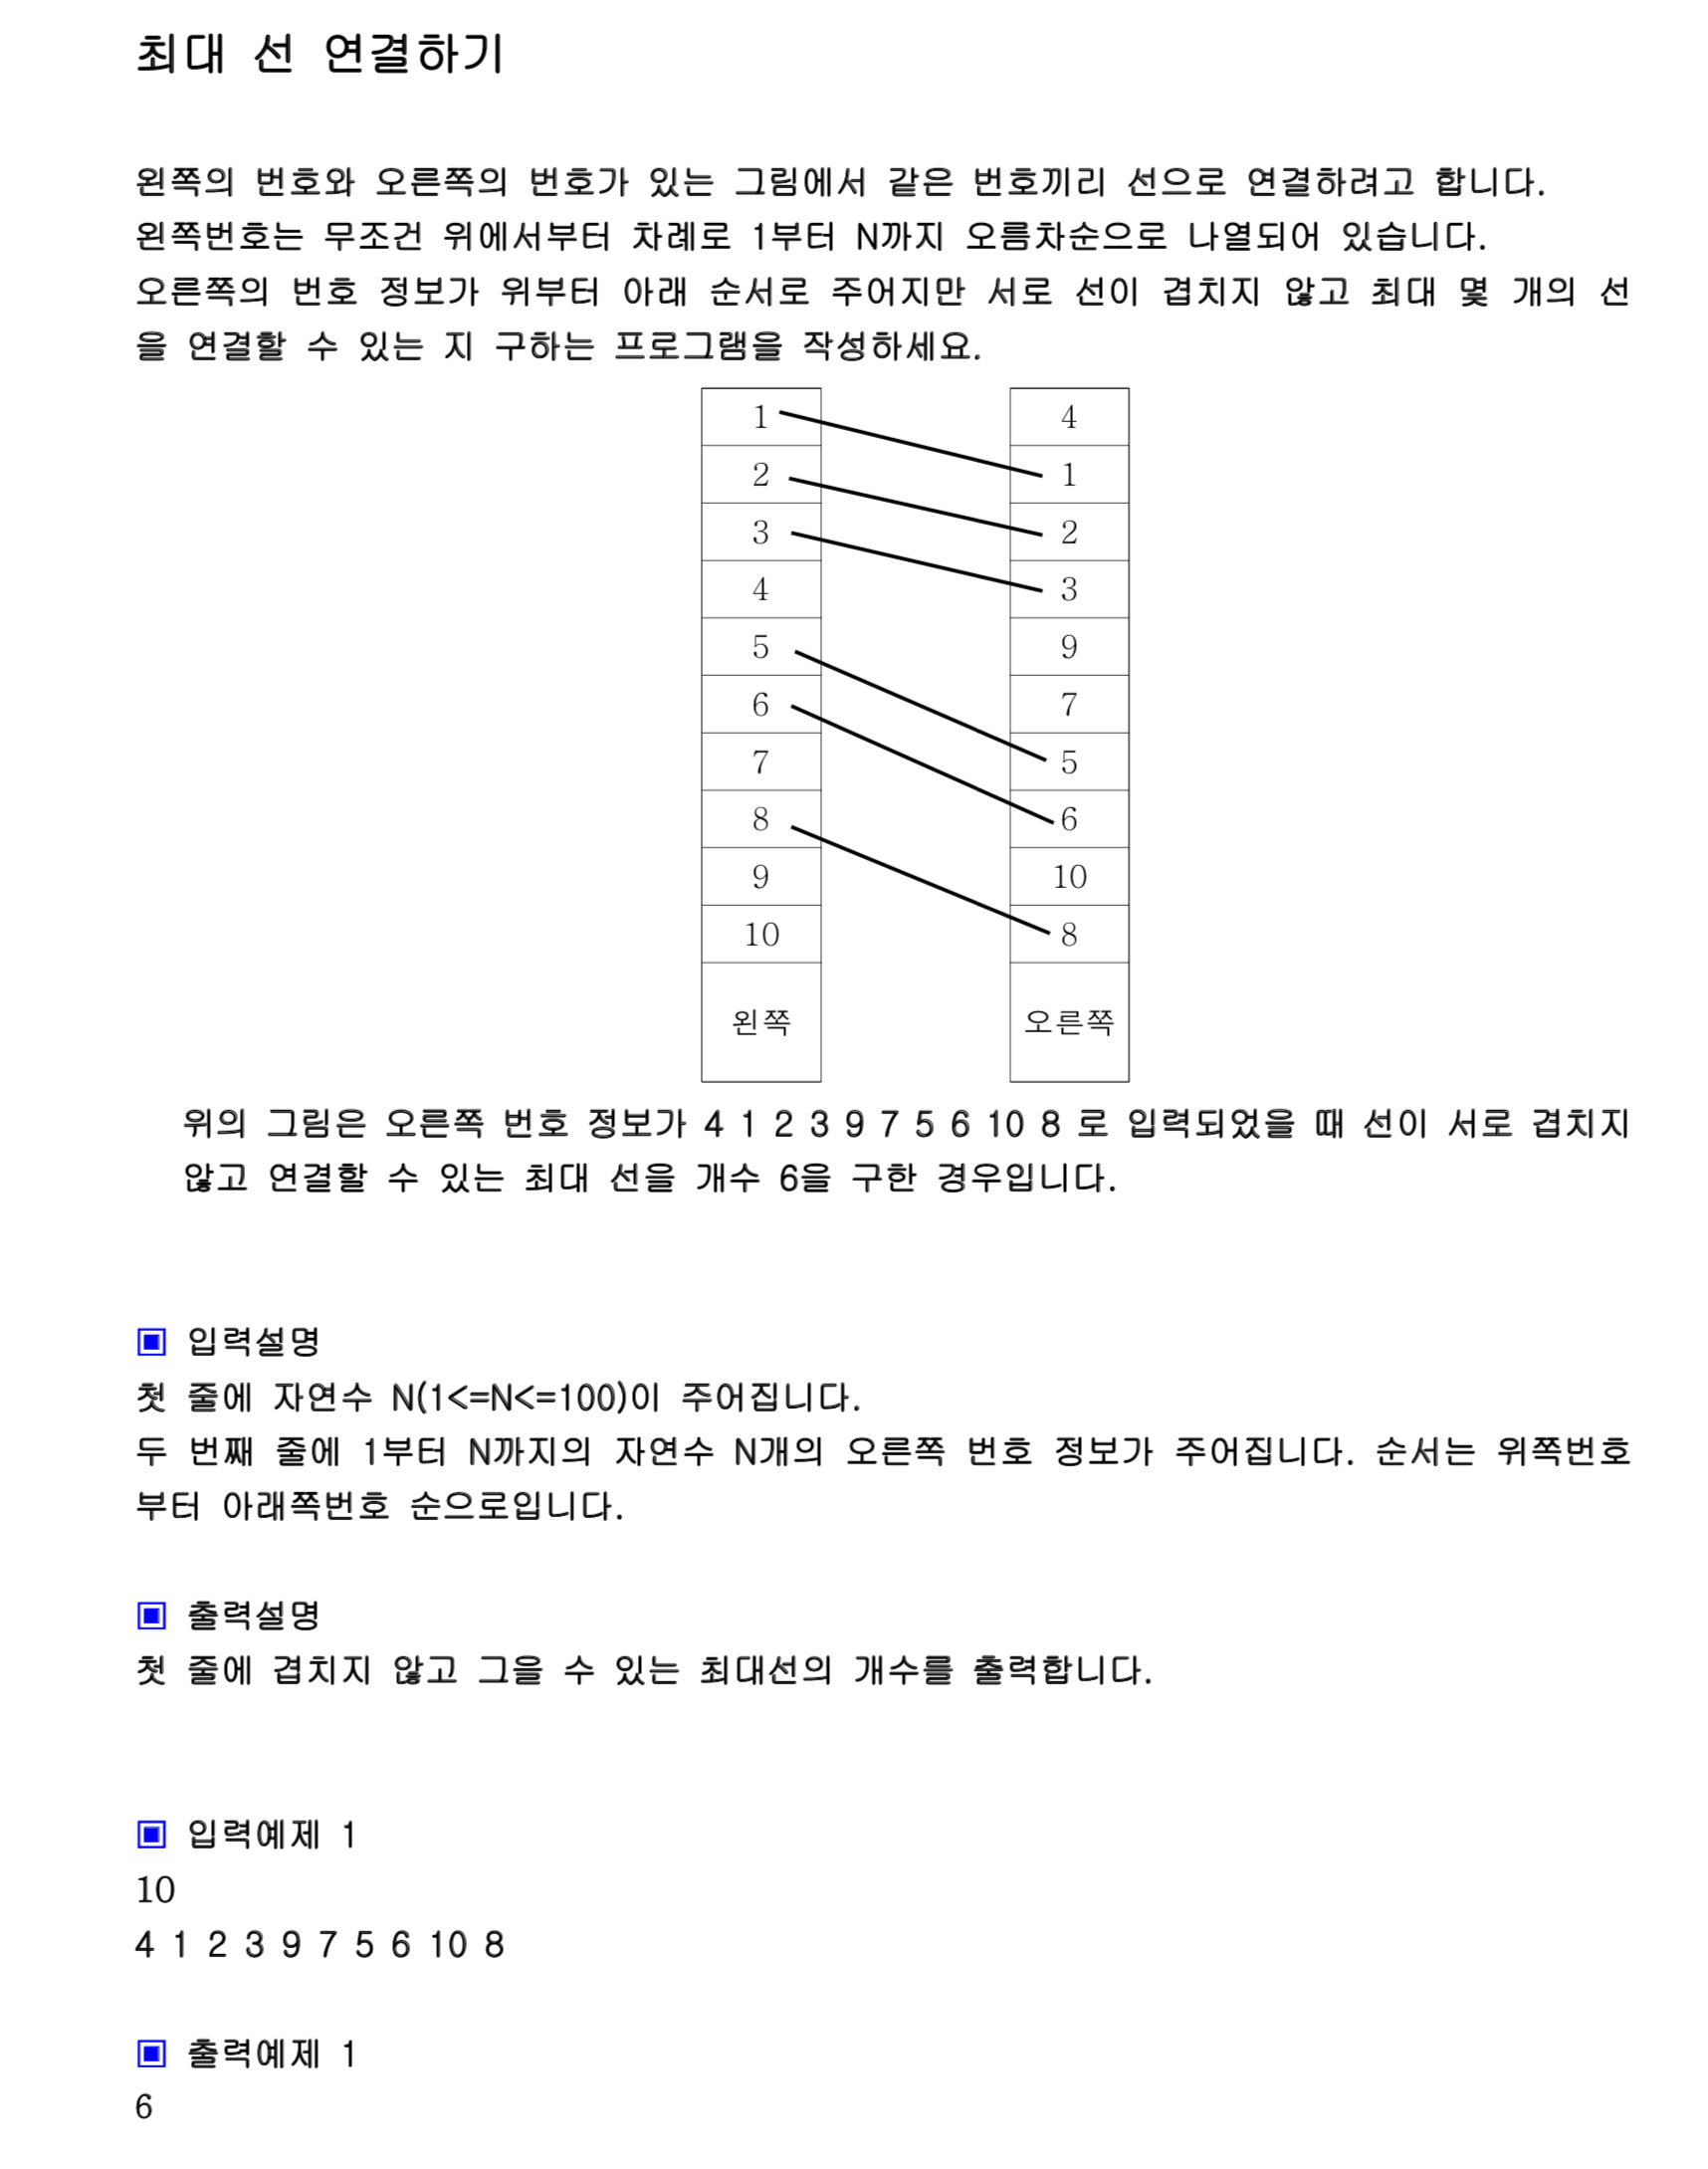 최대 선 연결하기
왼쪽의 번호와 오른쪽의 번호가 있는 그림에서 같은 번호끼리 선으로 연결하려고 합니다.
왼쪽번호는 무조건 위에서부터 차례로 1부터 N까지 오름차순으로 나열되어 있습니다.
오른쪽의 번호 정보가 위부터 아래 순서로 주어지만 서로 선이 겹치지 않고 최대 몇 개의 선
을 연결할 수 있는 지 구하는 프로그램을 작성하세요.
1 4
2 1
3 2
4 3
5 9
6 7
7 5
8 6
9 10
10 8
왼쪽 오른쪽
위의 그림은 오른쪽 번호 정보가 4 1 2 3 9 7 5 6 10 8 로 입력되었을 때 선이 서로 겹치지
않고 연결할 수 있는 최대 선을 개수 6을 구한 경우입니다.
▣ 입력설명
첫 줄에 자연수 N(1<=N<=100)이 주어집니다.
두 번째 줄에 1부터 N까지의 자연수 N개의 오른쪽 번호 정보가 주어집니다. 순서는 위쪽번호
부터 아래쪽번호 순으로입니다.
▣ 출력설명
첫 줄에 겹치지 않고 그을 수 있는 최대선의 개수를 출력합니다.
▣ 입력예제 1
10
4 1 2 3 9 7 5 6 10 8
▣ 출력예제 1
6